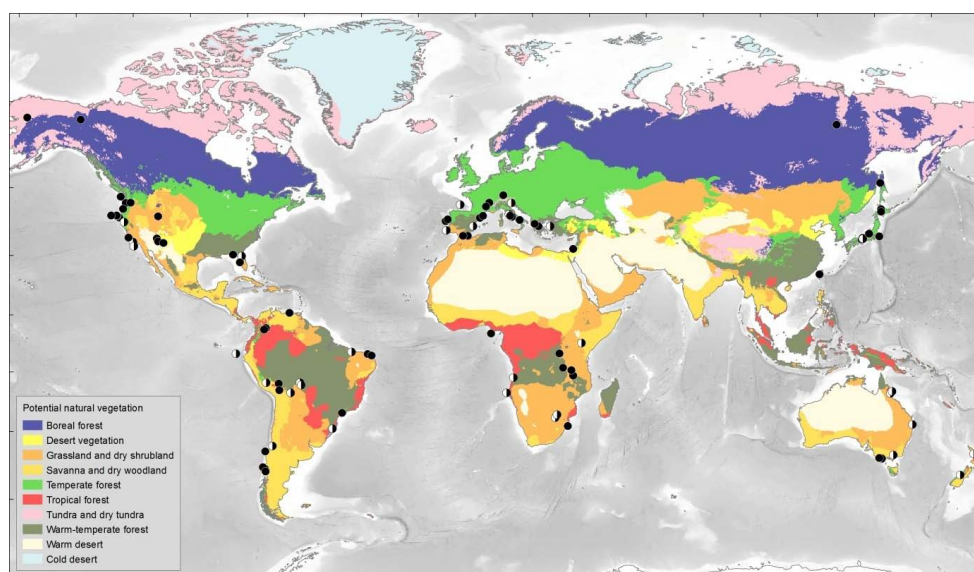 Potential natural vegetation
Boreal forest
Desert vegetation
Grassland and dry shrubland
Savanna and dry woodland
Temperate forest
Tropical forest
Tundra and dry tundra
Warm-temperate forest
Warm desert
Cold desert